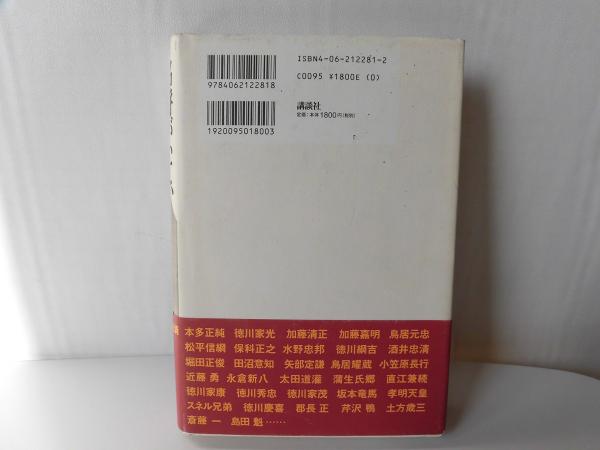 ISBN4-06-212281-2
C0095 ¥1800E (0)
9784062122818
講談社
定価:本体1800円(税別)
1920095018003
本多正純 徳川家光 加藤清正 加藤嘉明 鳥居元忠
松平信綱 保科正之 水野忠邦 徳川綱吉 酒井忠清
堀田正俊 田沼意知 矢部定謙 鳥居耀蔵 小笠原長行
近藤 勇 永倉新八 太田道灌 蒲生氏郷 直江兼続
徳川家康 徳川秀忠 徳川家茂 坂本竜馬 孝明天皇
スネル兄弟 徳川慶喜 郡長正 芹沢 鴨 土方歳三
斎藤 一 島田 魁……